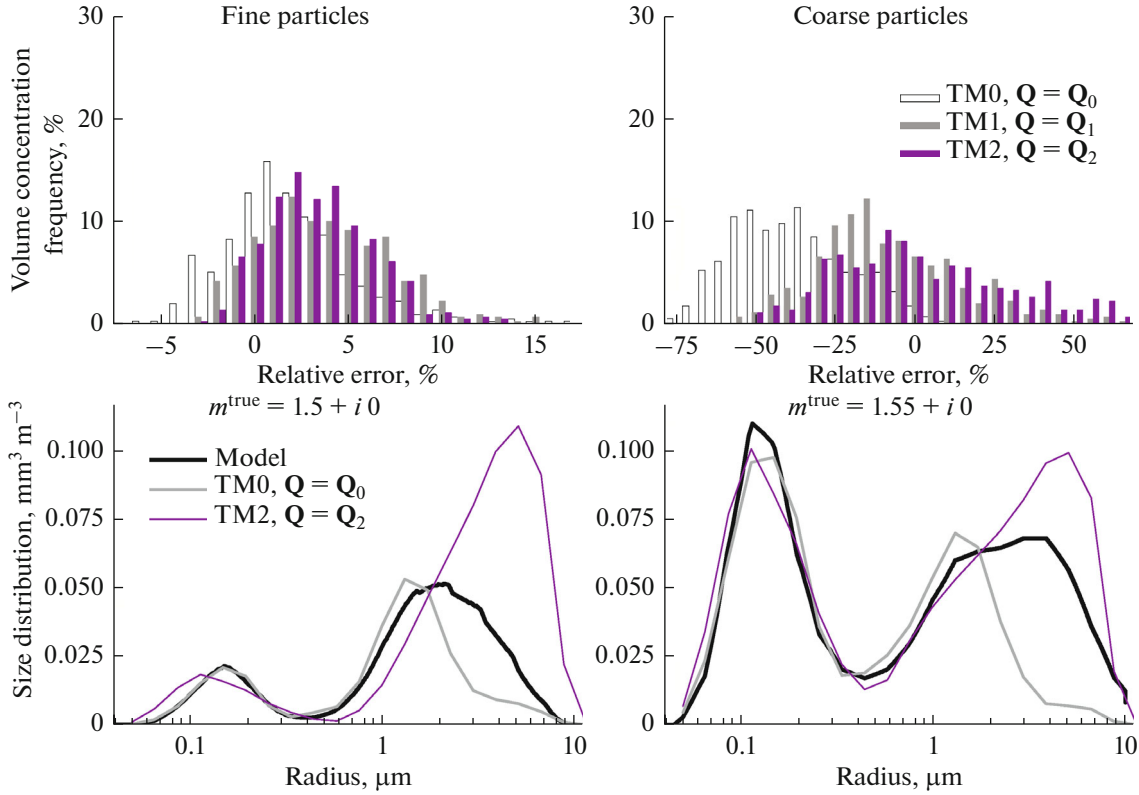 Fine particles
Coarse particles
Volume concentration
frequency, %
30
20
10
0
−5
0
5
10
15
Relative error, %
30
20
10
0
−75
−50
−25
0
25
50
Relative error, %
TM0, Q = Q₀
TM1, Q = Q₁
TM2, Q = Q₂
m^true = 1.5 + i 0
m^true = 1.55 + i 0
Size distribution, mm³ m⁻³
0.100
0.075
0.050
0.025
0
Model
TM0, Q = Q₀
TM2, Q = Q₂
0.1
1
10
Radius, μm
0.100
0.075
0.050
0.025
0
0.1
1
10
Radius, μm